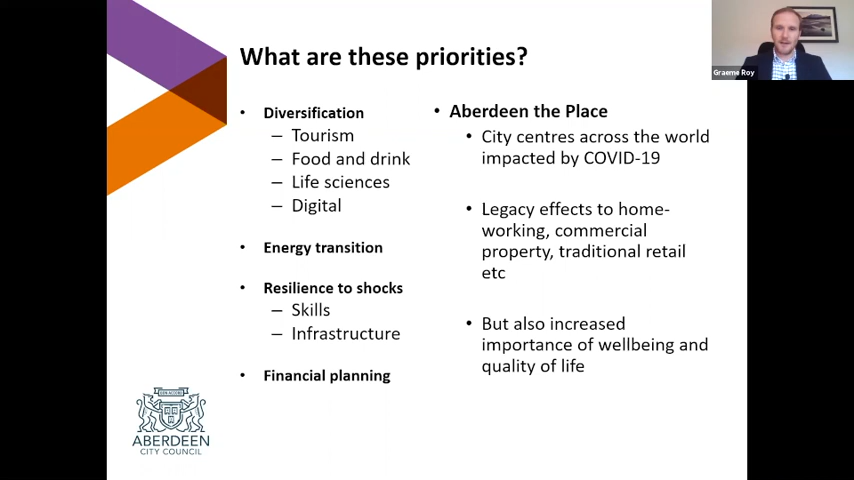 What are these priorities?
• Diversification
– Tourism
– Food and drink
– Life sciences
– Digital
• Energy transition
• Resilience to shocks
– Skills
– Infrastructure
• Financial planning
• Aberdeen the Place
• City centres across the world
impacted by COVID-19
• Legacy effects to home-
working, commercial
property, traditional retail
etc
• But also increased
importance of wellbeing and
quality of life
Graeme Roy
ABERDEEN
CITY COUNCIL